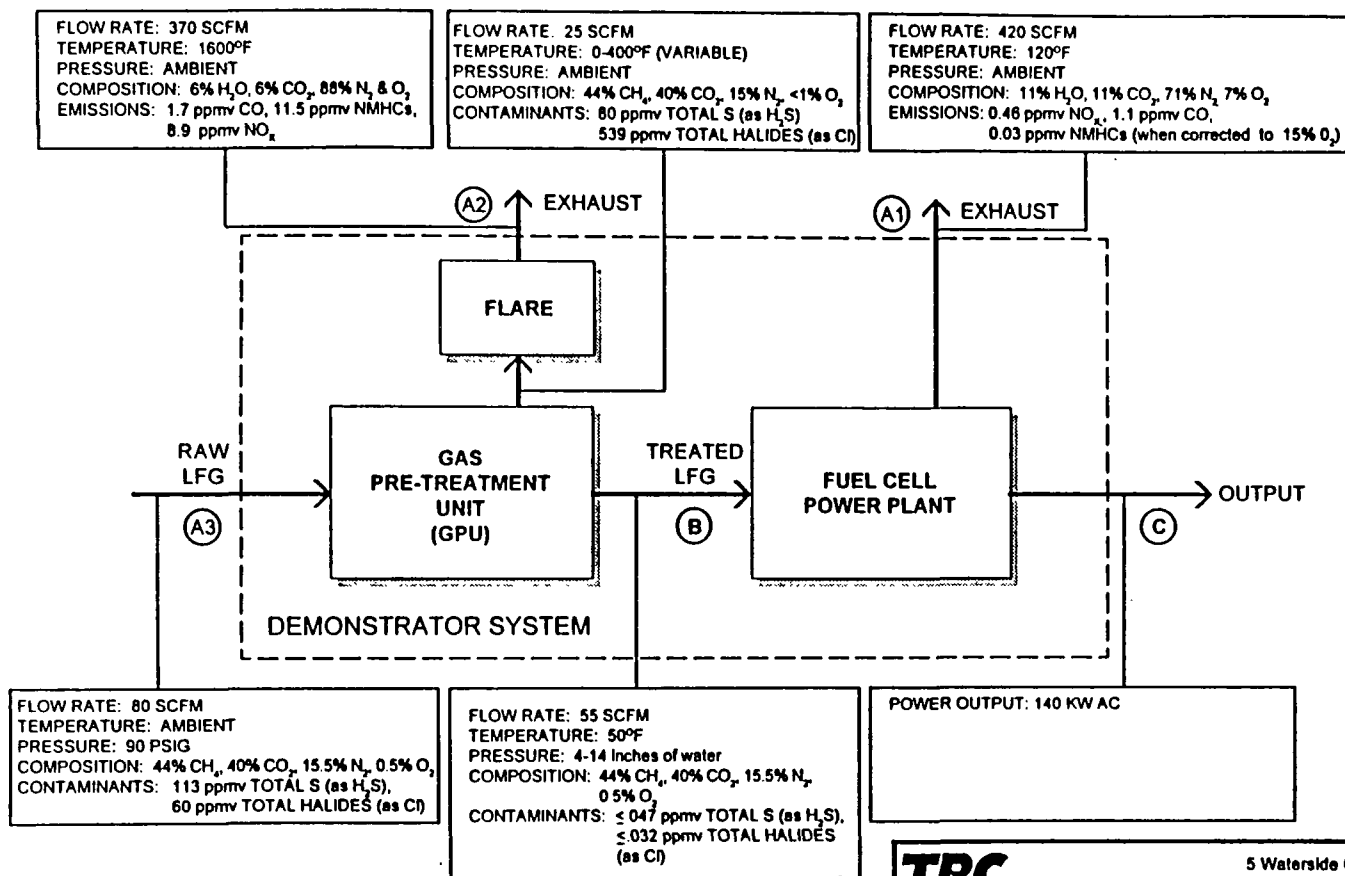 FLOW RATE: 370 SCFM
TEMPERATURE: 1600ºF
PRESSURE: AMBIENT
COMPOSITION: 6% H₂O, 6% CO₂, 88% N₂ & O₂
EMISSIONS: 1.7 ppmv CO, 11.5 ppmv NMHCs,
8.9 ppmv NOₓ
FLOW RATE. 25 SCFM
TEMPERATURE: 0-400ºF (VARIABLE)
PRESSURE: AMBIENT
COMPOSITION: 44% CH₄, 40% CO₂, 15% N₂, <1% O₂
CONTAMINANTS: 80 ppmv TOTAL S (as H₂S)
539 ppmv TOTAL HALIDES (as Cl)
FLOW RATE: 420 SCFM
TEMPERATURE: 120ºF
PRESSURE: AMBIENT
COMPOSITION: 11% H₂O, 11% CO₂, 71% N₂, 7% O₂
EMISSIONS: 0.46 ppmv NOₓ, 1.1 ppmv CO,
0.03 ppmv NMHCs (when corrected to 15% 0₂)
A2 EXHAUST
A1 EXHAUST
FLARE
RAW
LFG
A3
GAS
PRE-TREATMENT
UNIT
(GPU)
TREATED
LFG
B
FUEL CELL
POWER PLANT
OUTPUT
C
DEMONSTRATOR SYSTEM
FLOW RATE: 80 SCFM
TEMPERATURE: AMBIENT
PRESSURE: 90 PSIG
COMPOSITION: 44% CH₄, 40% CO₂, 15.5% N₂, 0.5% O₂
CONTAMINANTS: 113 ppmv TOTAL S (as H₂S),
60 ppmv TOTAL HALIDES (as Cl)
FLOW RATE: 55 SCFM
TEMPERATURE: 50ºF
PRESSURE: 4-14 Inches of water
COMPOSITION: 44% CH₄, 40% CO₂, 15.5% N₂,
0 5% O₂
CONTAMINANTS: ≤ 047 ppmv TOTAL S (as H₂S),
≤.032 ppmv TOTAL HALIDES
(as Cl)
POWER OUTPUT: 140 KW AC
TRC
5 Waterside